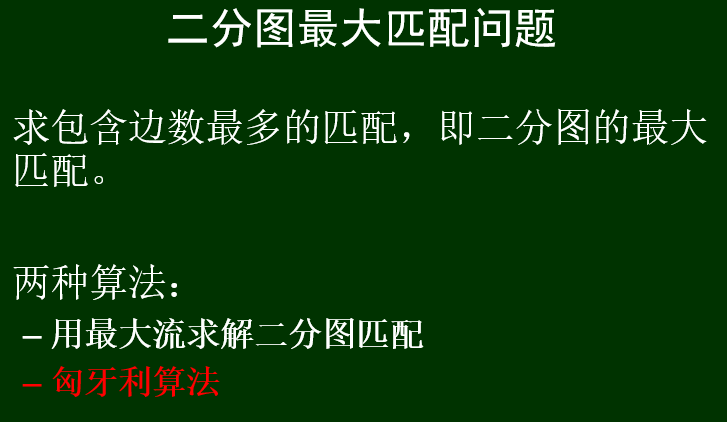 二分图最大匹配问题
求包含边数最多的匹配，即二分图的最大
匹配。
两种算法：
– 用最大流求解二分图匹配
– 匈牙利算法